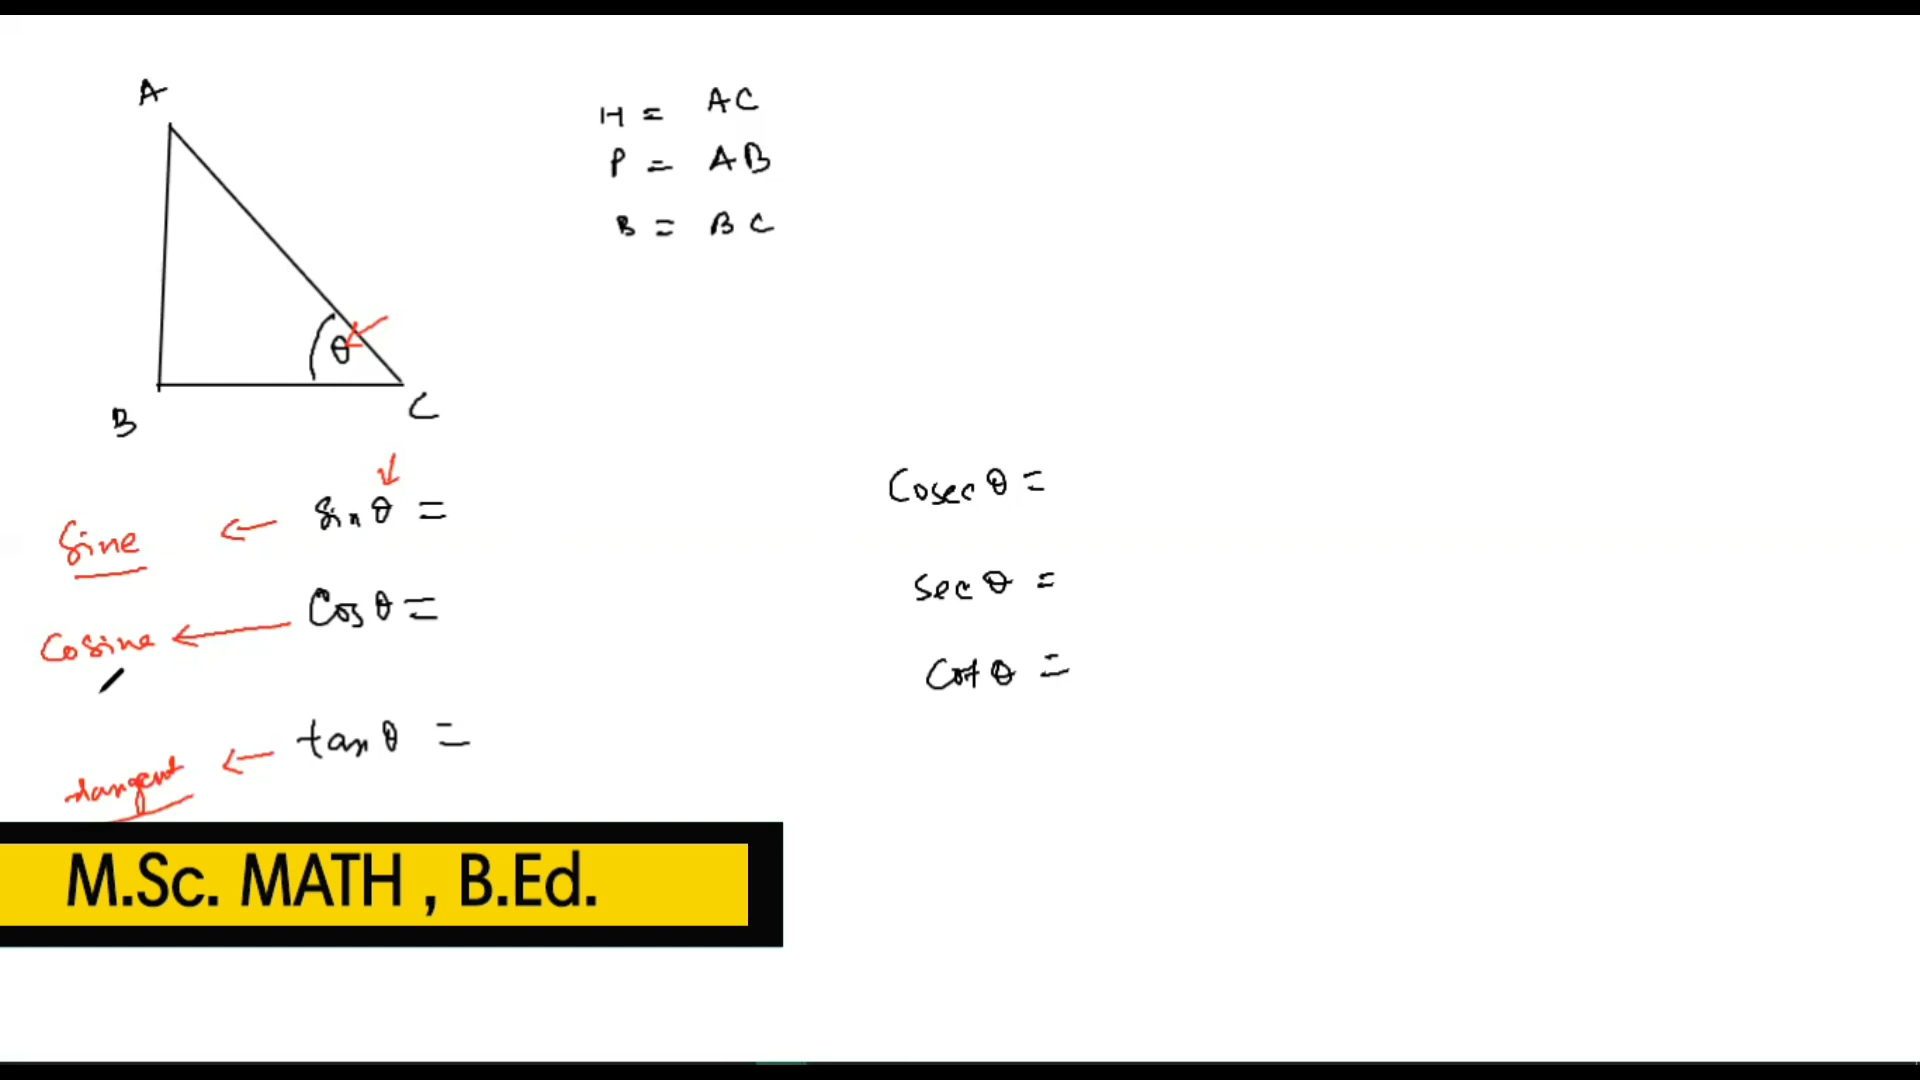 A
H = AC
P = AB
B = BC
θ
B
C
sin θ =
Sine
Cos θ =
Cosine
tan θ =
tangent
Cosec θ =
sec θ =
Cot θ =
M.Sc. MATH , B.Ed.